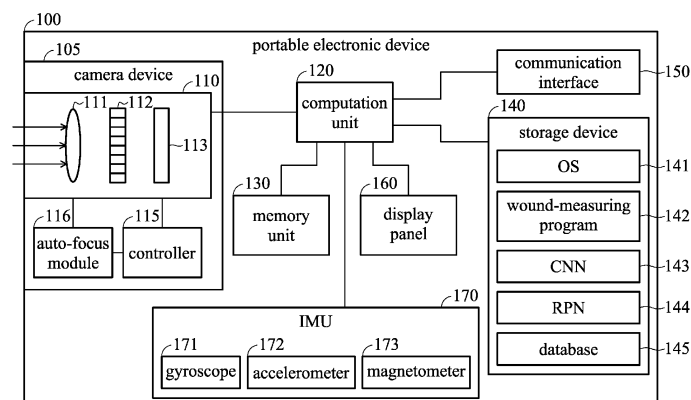 100
portable electronic device
105
camera device
110
111
112
113
116
auto-focus
module
115
controller
120
computation
unit
130
memory
unit
160
display
panel
communication
interface
150
140
storage device
OS
141
wound-measuring
program
142
CNN
143
RPN
144
database
145
170
IMU
171
gyroscope
172
accelerometer
173
magnetometer